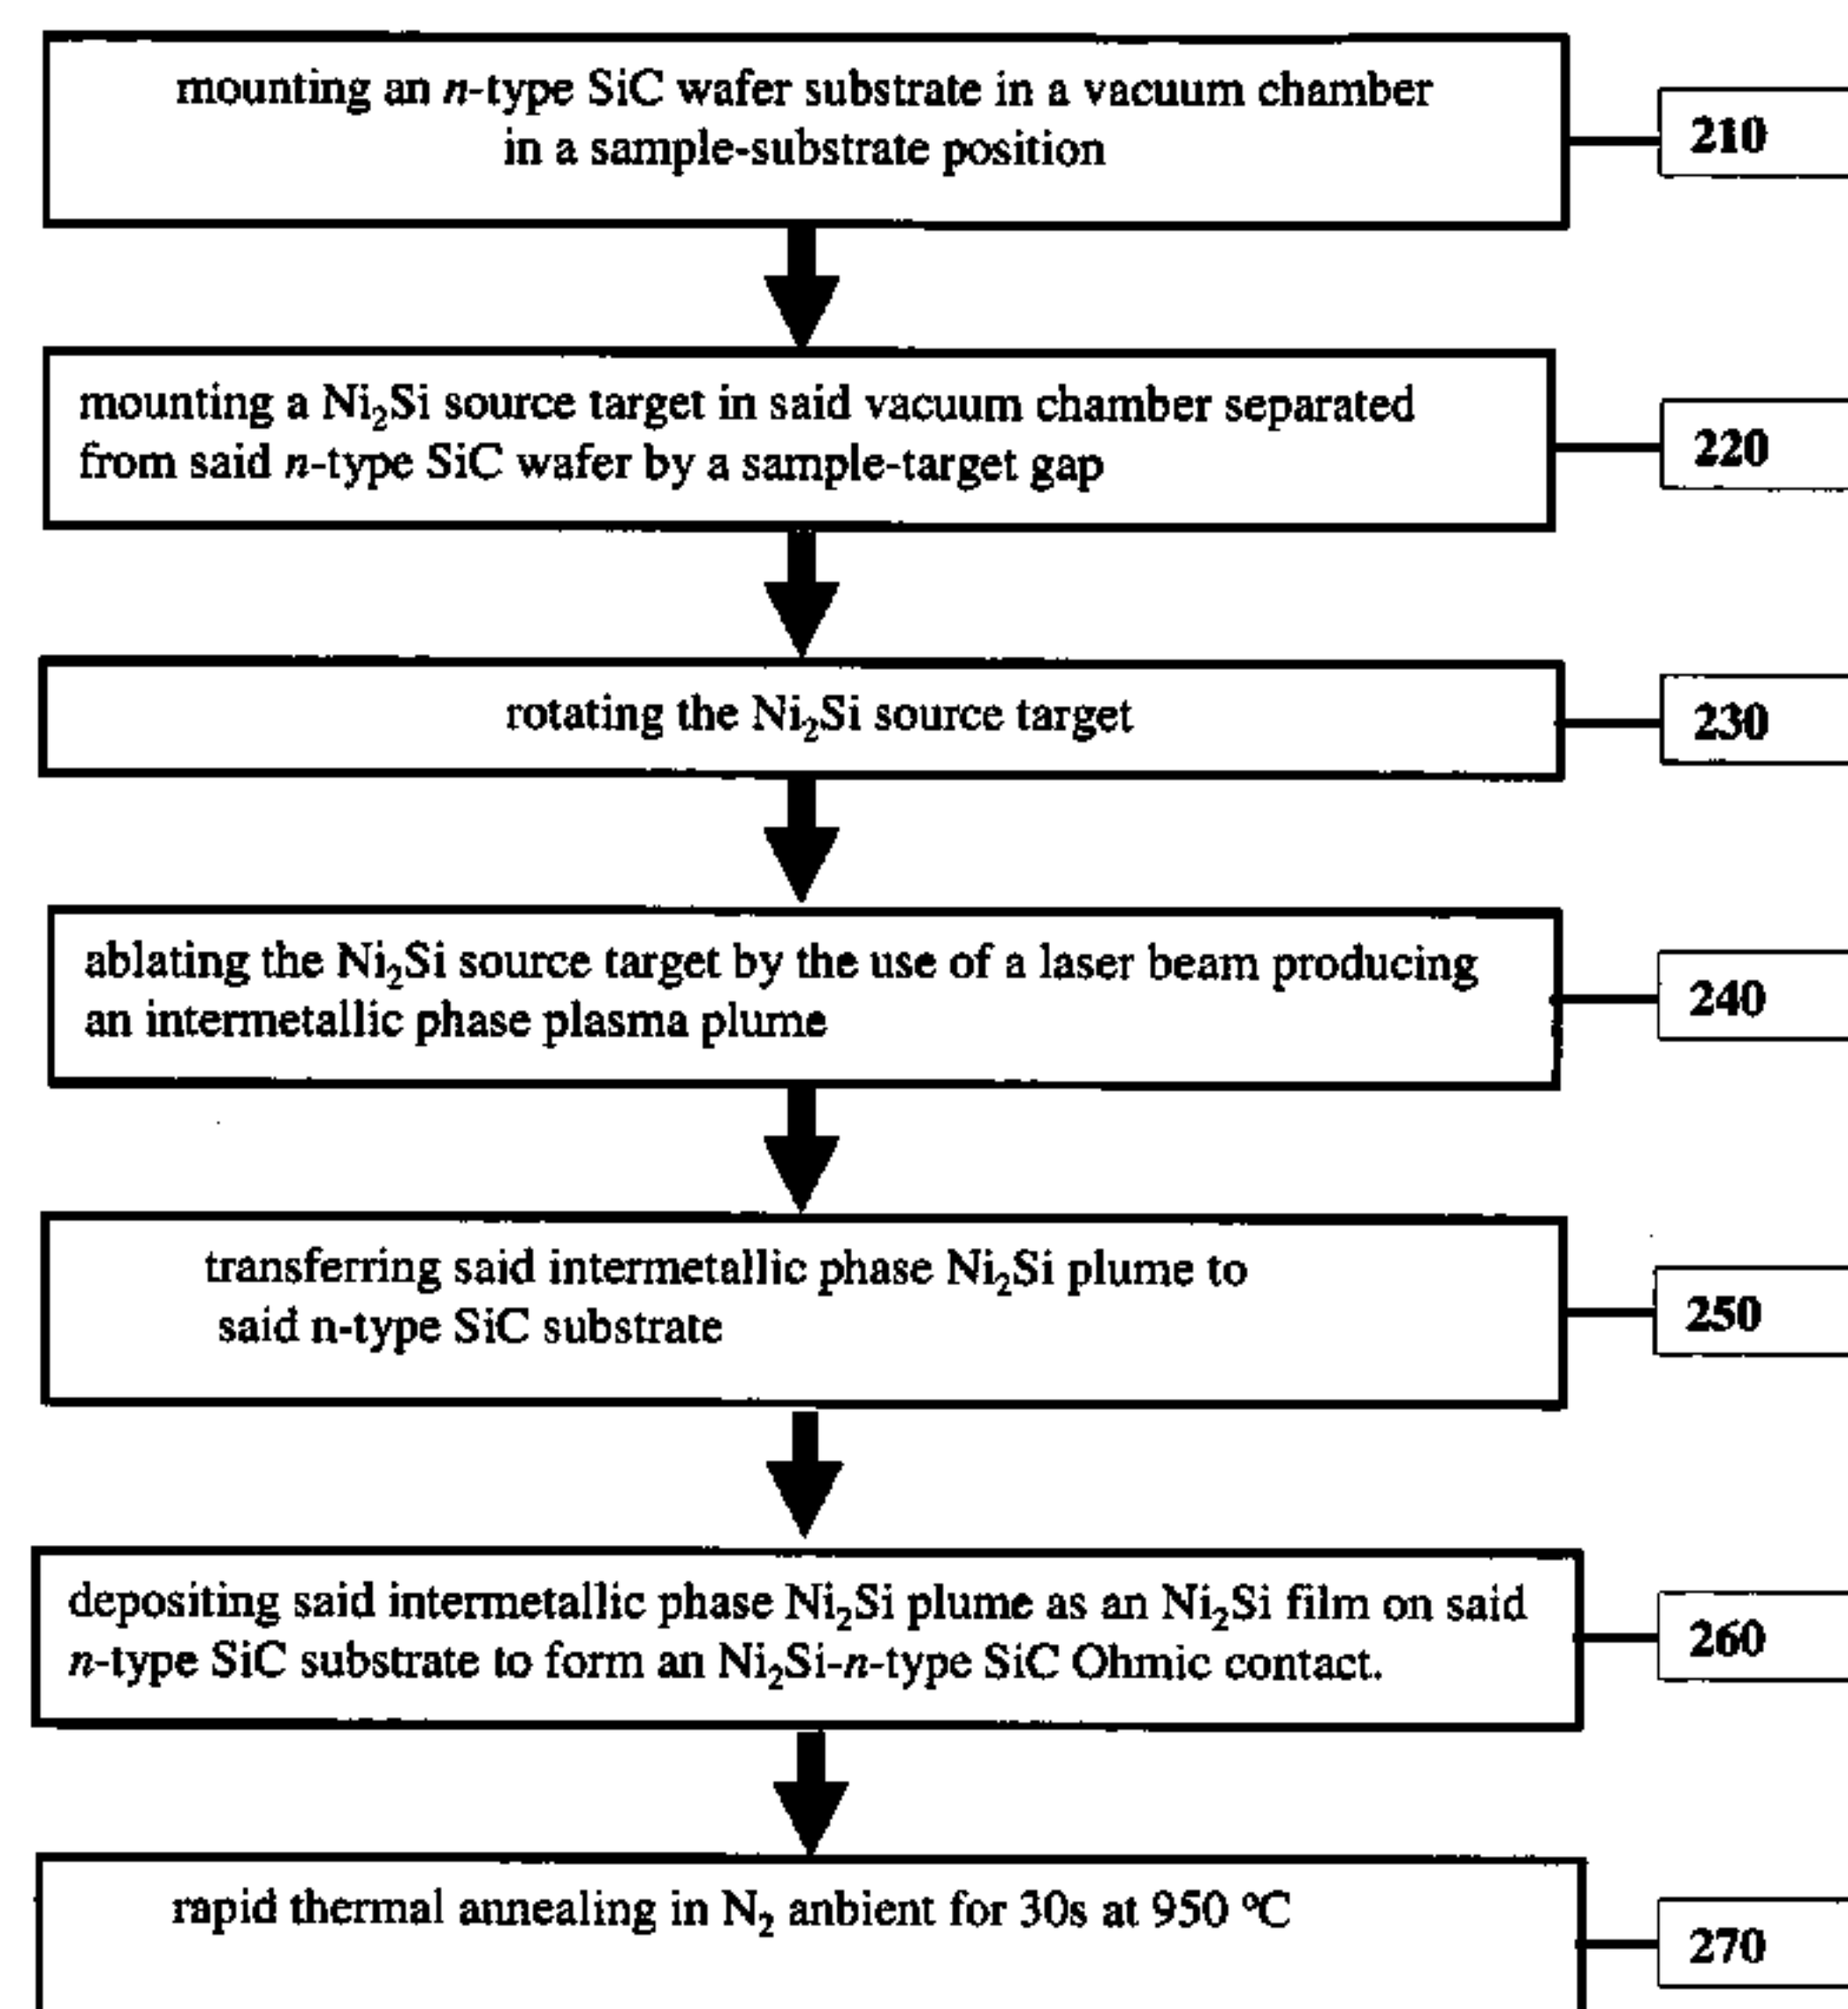 mounting an n-type SiC wafer substrate in a vacuum chamber
in a sample-substrate position
210
mounting a Ni₂Si source target in said vacuum chamber separated
from said n-type SiC wafer by a sample-target gap
220
rotating the Ni₂Si source target
230
ablating the Ni₂Si source target by the use of a laser beam producing
an intermetallic phase plasma plume
240
transferring said intermetallic phase Ni₂Si plume to
said n-type SiC substrate
250
depositing said intermetallic phase Ni₂Si plume as an Ni₂Si film on said
n-type SiC substrate to form an Ni₂Si-n-type SiC Ohmic contact.
260
rapid thermal annealing in N₂ anbient for 30s at 950 ºC
270